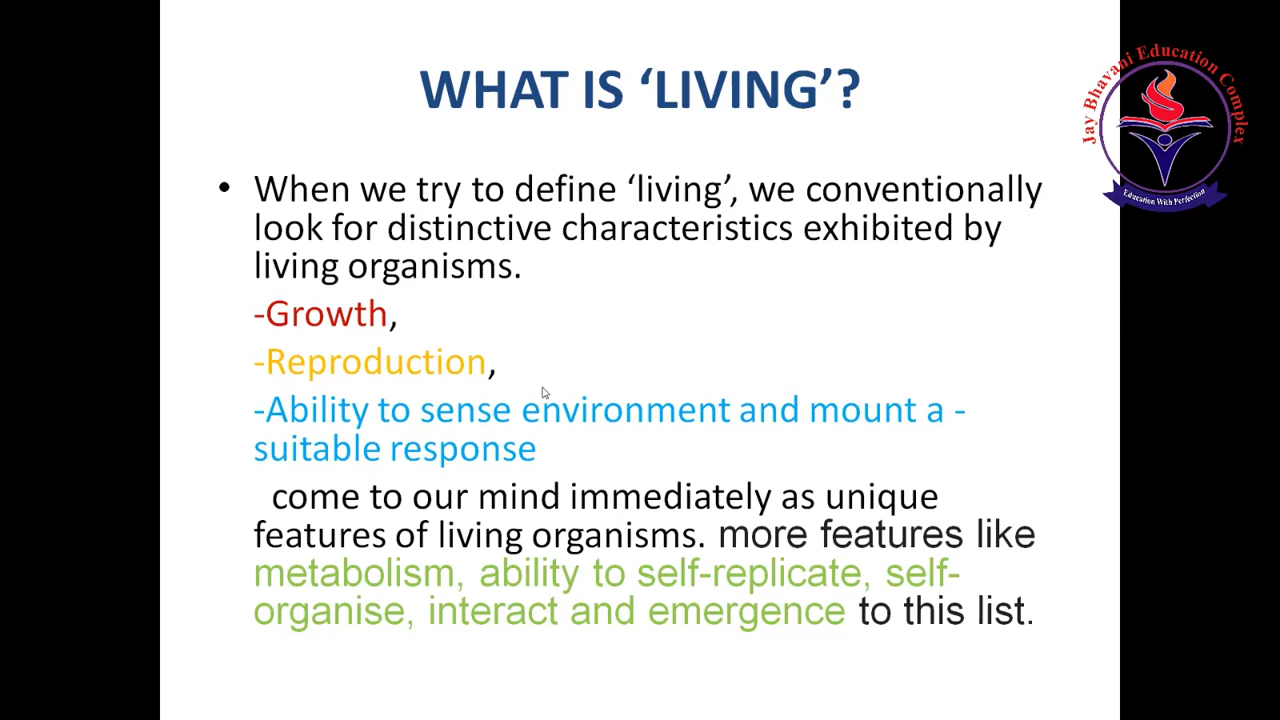 WHAT IS ‘LIVING’?
Jay Bhavani Education Complex
Education With Perfection
• When we try to define ‘living’, we conventionally
look for distinctive characteristics exhibited by
living organisms.
-Growth,
-Reproduction,
-Ability to sense environment and mount a -
suitable response
come to our mind immediately as unique
features of living organisms. more features like
metabolism, ability to self-replicate, self-
organise, interact and emergence to this list.